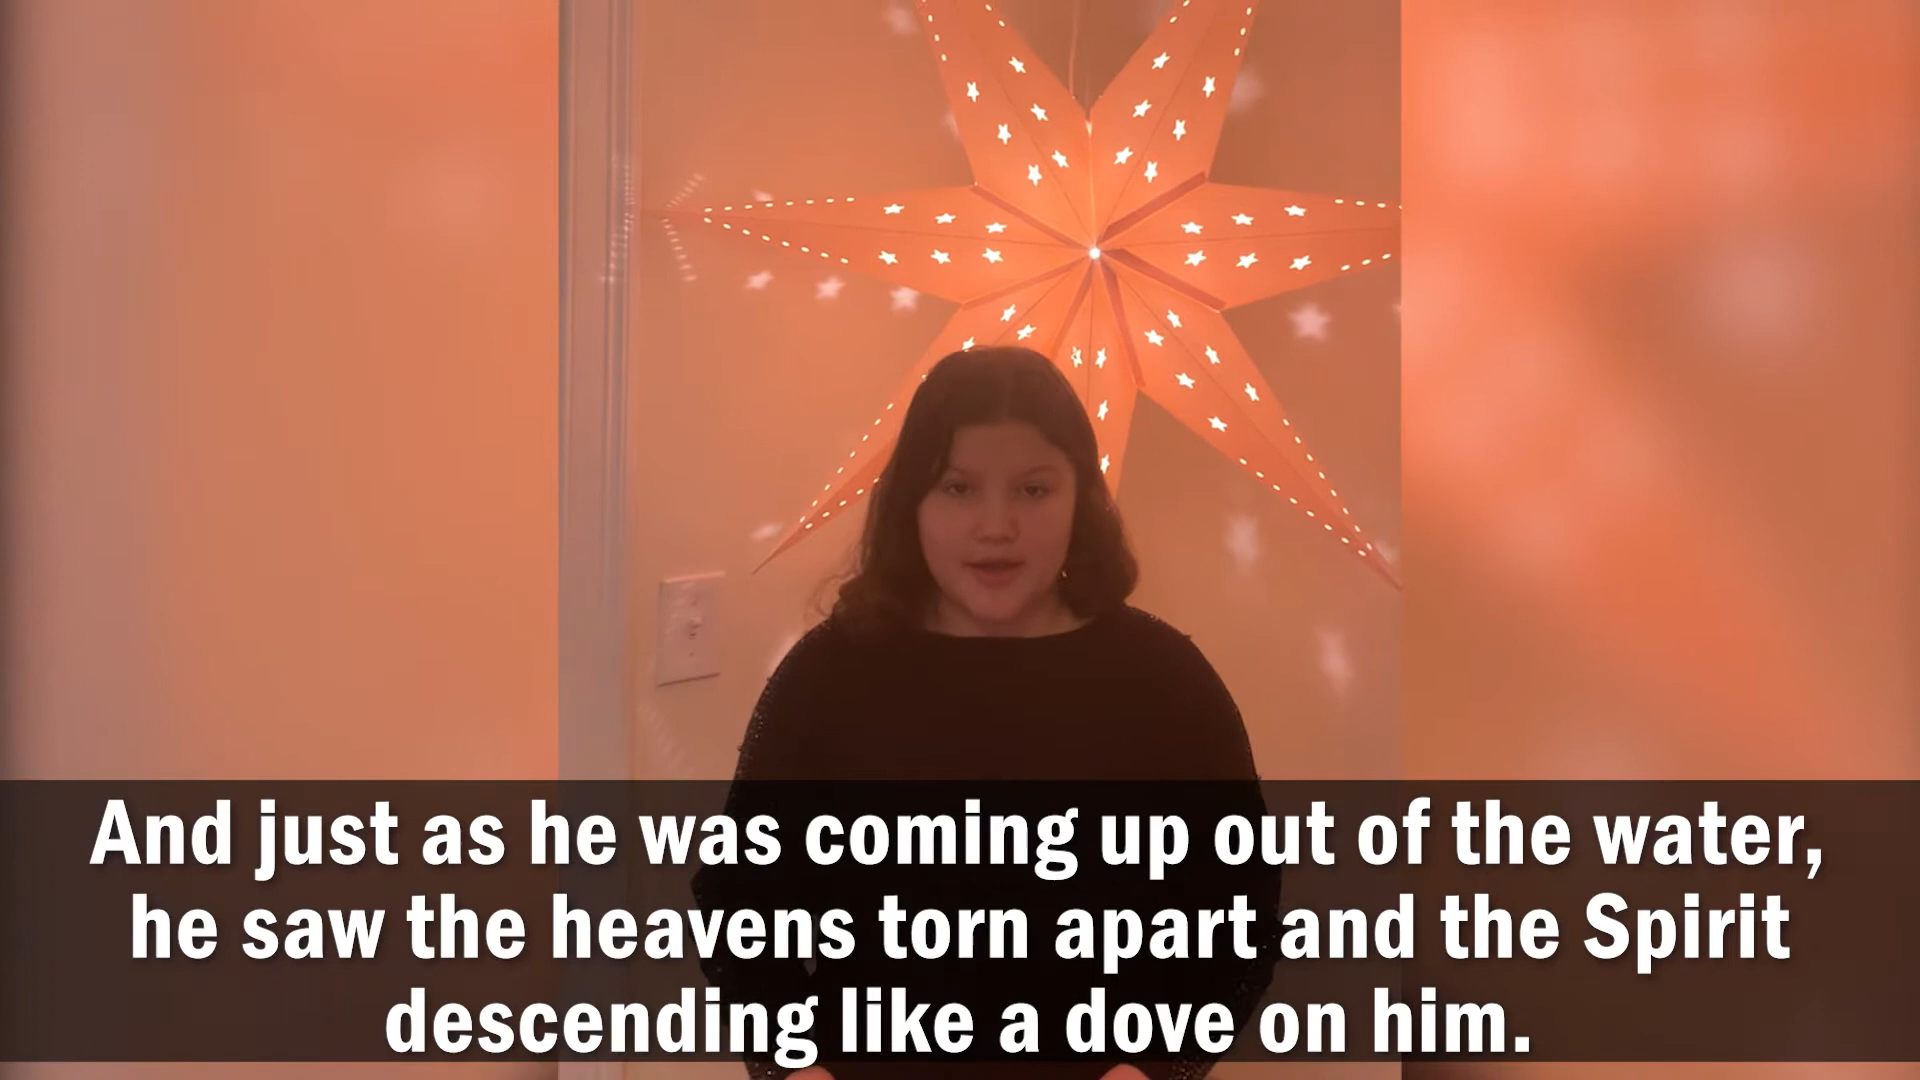 And just as he was coming up out of the water,
he saw the heavens torn apart and the Spirit
descending like a dove on him.